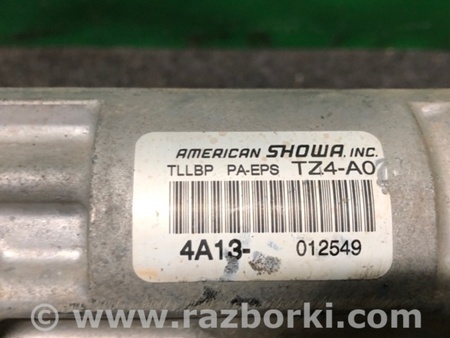 AMERICAN SHOWA, INC.
TLLBP PA-EPS TZ4-A0
4A13- 012549
www.razborki.com